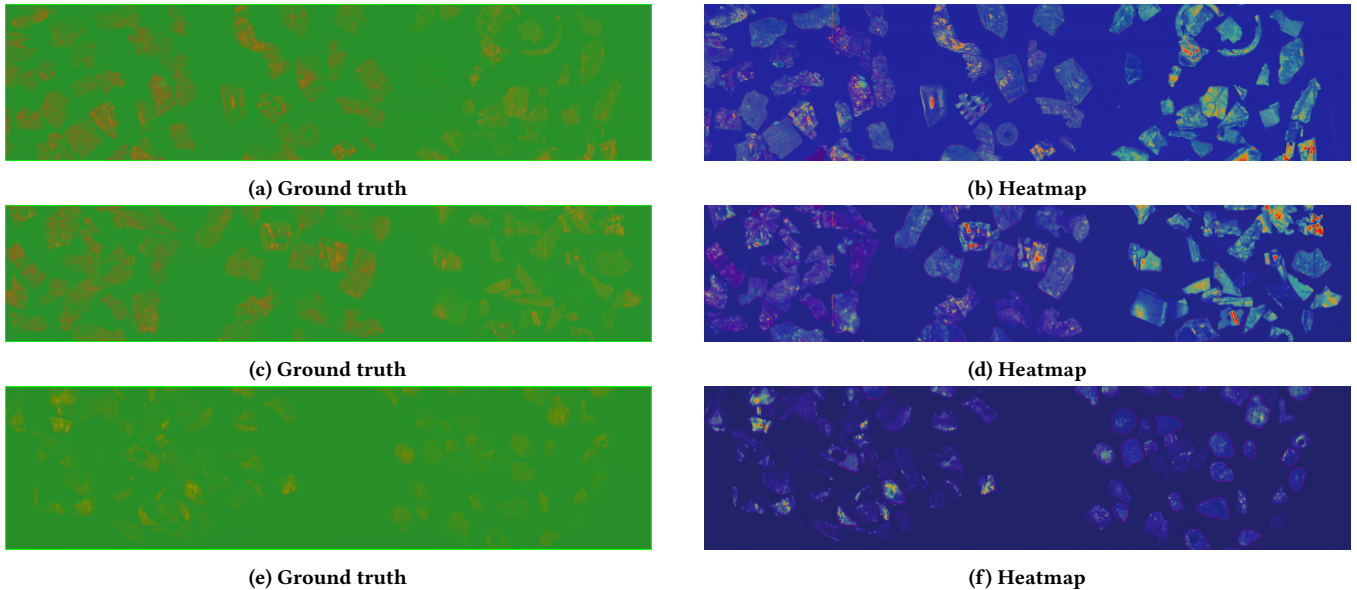 (a) Ground truth
(b) Heatmap
(c) Ground truth
(d) Heatmap
(e) Ground truth
(f) Heatmap